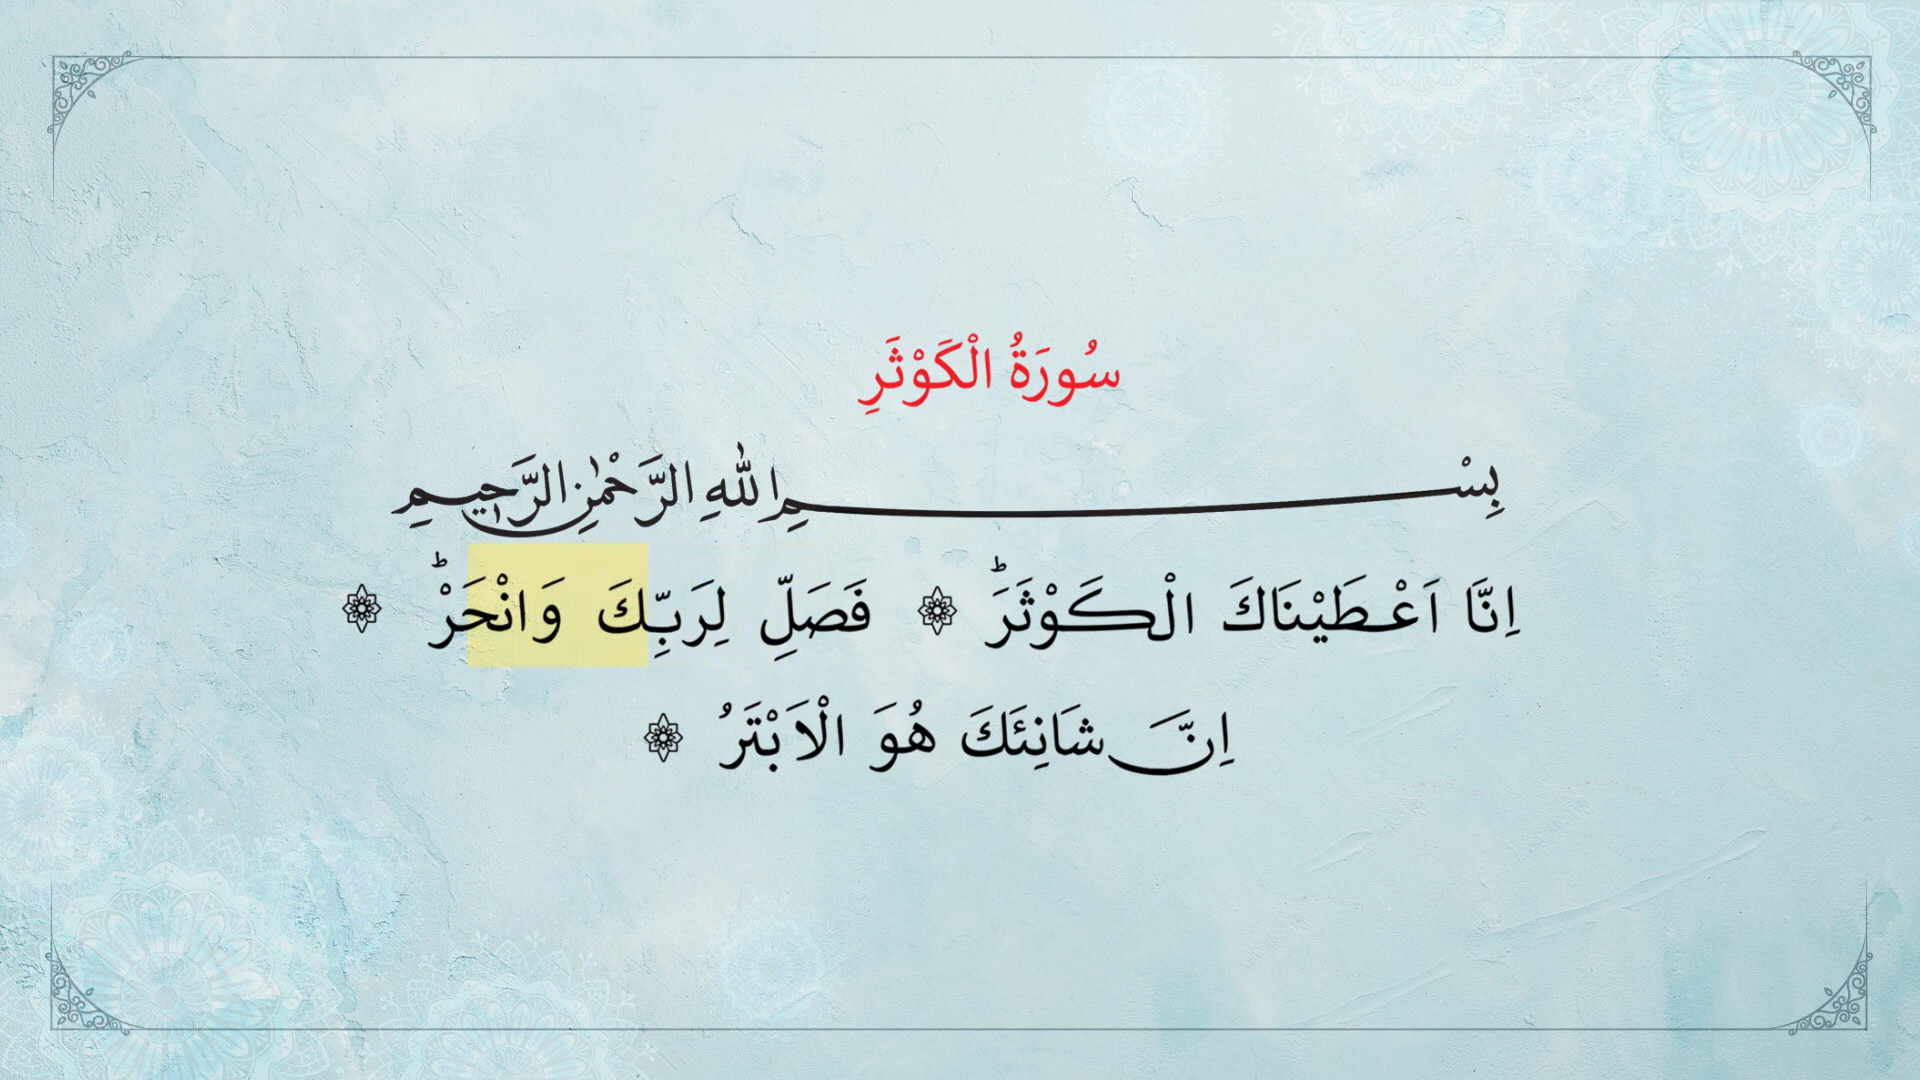 سُورَةُ الْكَوْثَرِ
بِسْمِ اللّٰهِ الرَّحْمٰنِ الرَّحٖيمِ
اِنَّا اَعْطَيْنَاكَ الْكَوْثَرَؕ ۞ فَصَلِّ لِرَبِّكَ وَانْحَرْؕ ۞
اِنَّ شَانِئَكَ هُوَ الْاَبْتَرُ ۞